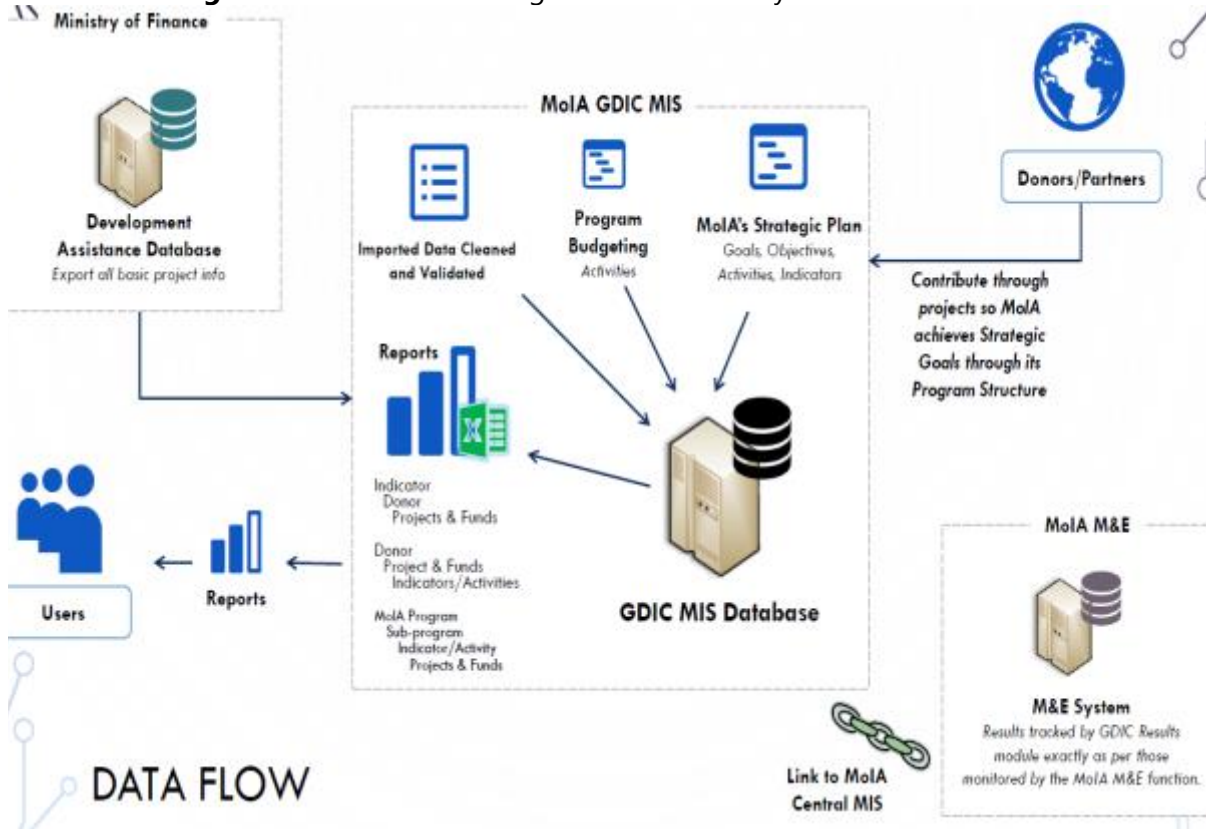 Ministry of Finance
Development
Assistance Database
Export all basic project info
MoIA GDIC MIS
Imported Data Cleaned
and Validated
Program
Budgeting
Activities
MoIA's Strategic Plan
Goals, Objectives,
Activities, Indicators
Donors/Partners
Contribute through
projects so MoIA
achieves Strategic
Goals through its
Program Structure
Reports
Indicator
Donor
Projects & Funds
Donor
Project & Funds
Indicators/Activities
MoIA Program
Sub-program
Indicator/Activity
Projects & Funds
GDIC MIS Database
Reports
Users
MoIA M&E
M&E System
Results tracked by GDIC Results
module exactly as per those
monitored by the MoIA M&E function.
Link to MoIA
Central MIS
DATA FLOW